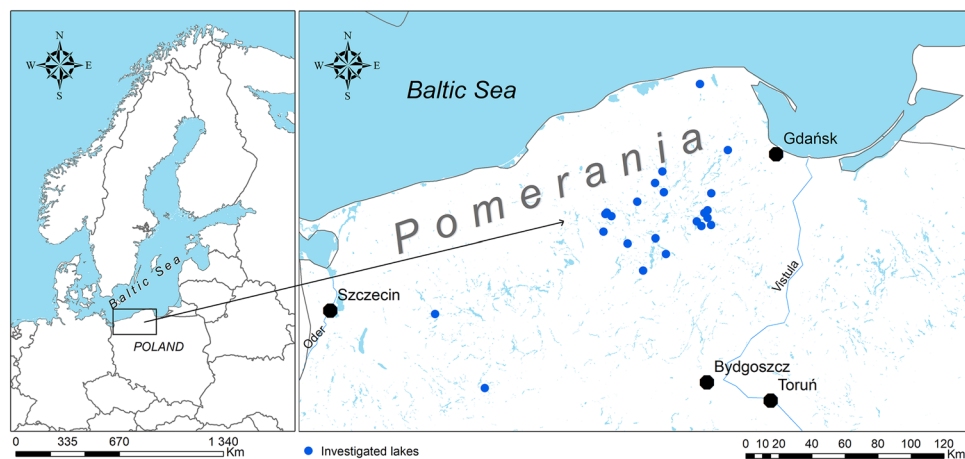 N
W E
S
Baltic Sea
POLAND
0 335 670 1 340
Km
N
W E
S
Baltic Sea
Pomerania
Gdańsk
Szczecin
Oder
Vistula
Bydgoszcz
Toruń
Investigated lakes
0 10 20 40 60 80 100 120
Km